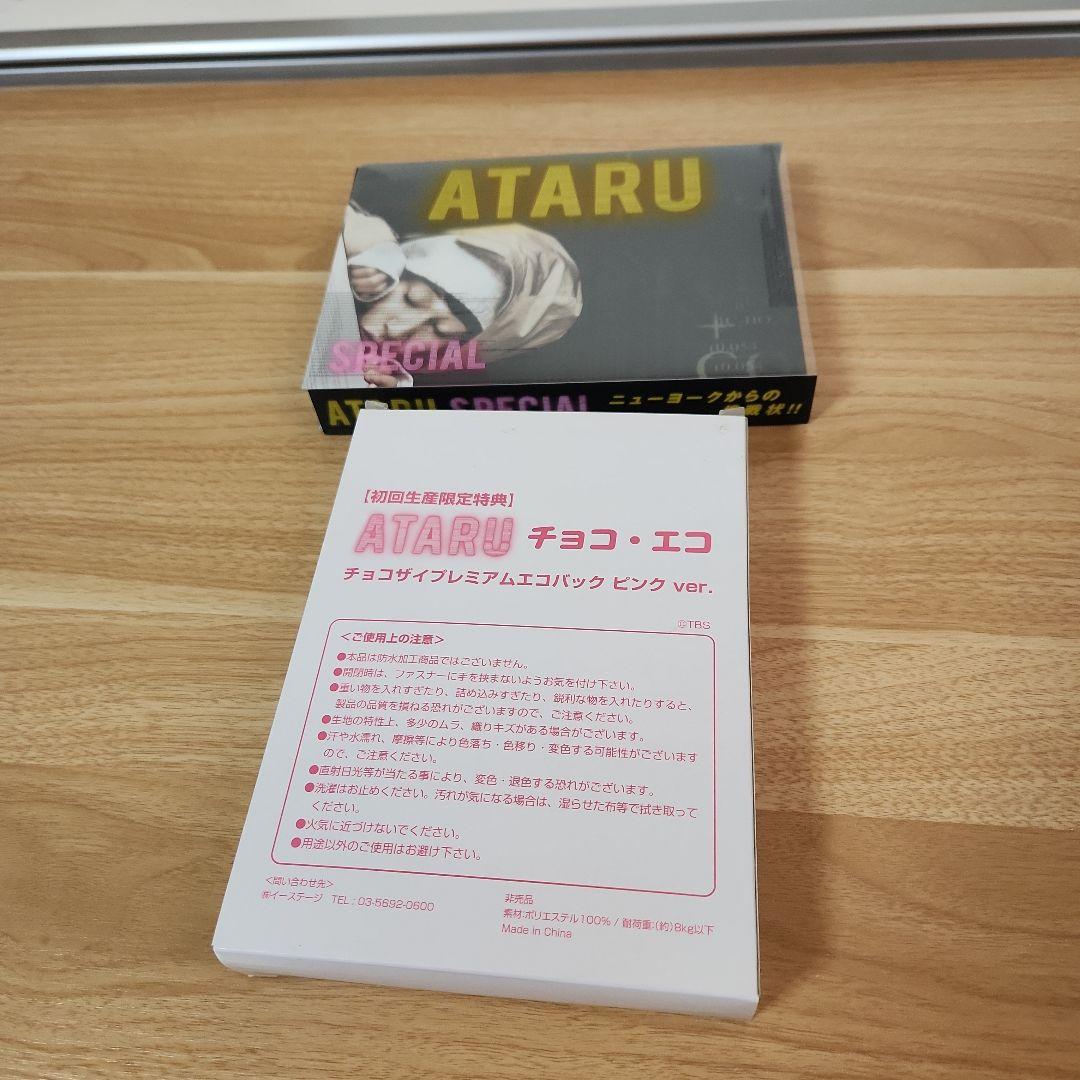 ATARU
SPECIAL
ATARU SPECIAL ニューヨークからの
戦状!!
【初回生産限定特典】
ATARU チョコ・エコ
チョコザイプレミアムエコバック ピンク ver.
©TBS
<ご使用上の注意>
●本品は防水加工商品ではございません。
●開閉時は、ファスナーに手を挟まないようお気を付け下さい。
●重い物を入れすぎたり、詰め込みすぎたり、鋭利な物を入れたりすると、
製品の品質を損ねる恐れがございますので、ご注意ください。
●生地の特性上、多少のムラ、織りキズがある場合がございます。
●汗や水濡れ、摩擦等により色落ち・色移り・変色する可能性がございます
ので、ご注意ください。
●直射日光等が当たる事により、変色・退色する恐れがございます。
●洗濯はお止めください。汚れが気になる場合は、湿らせた布等で拭き取って
ください。
●火気に近づけないでください。
●用途以外のご使用はお避け下さい。
<問い合わせ先>
㈱イーステージ TEL:03-5692-0600
非売品
素材:ポリエステル100% / 耐荷重:(約)8kg以下
Made in China